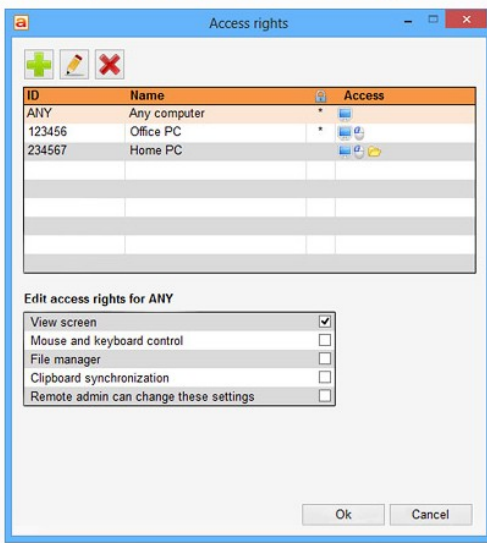 a Access rights
ID Name Access
ANY Any computer *
123456 Office PC *
234567 Home PC
Edit access rights for ANY
View screen
Mouse and keyboard control
File manager
Clipboard synchronization
Remote admin can change these settings
Ok Cancel